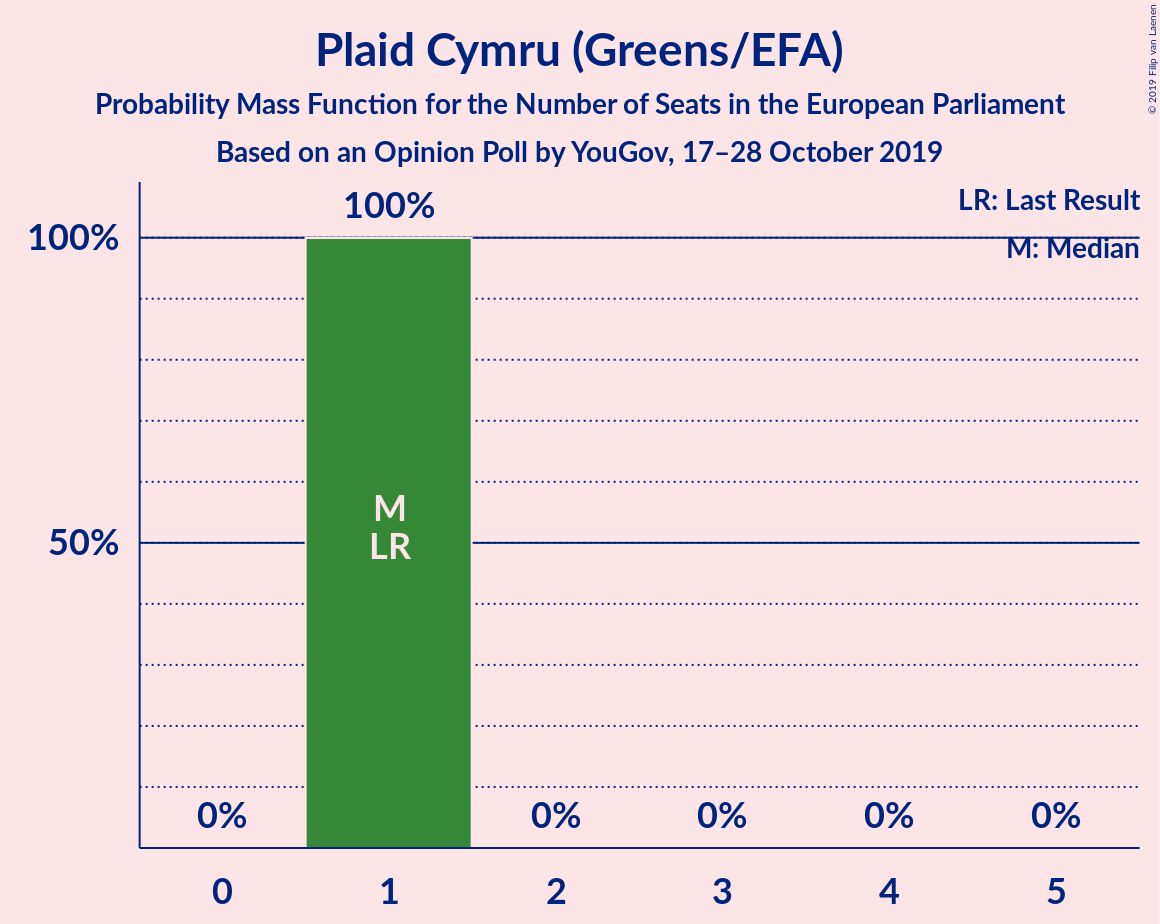 Plaid Cymru (Greens/EFA)
Probability Mass Function for the Number of Seats in the European Parliament
Based on an Opinion Poll by YouGov, 17–28 October 2019
© 2019 Filip van Laenen
LR: Last Result
M: Median
100%
100%
50%
M
LR
0%
0%
0%
0%
0%
0
1
2
3
4
5